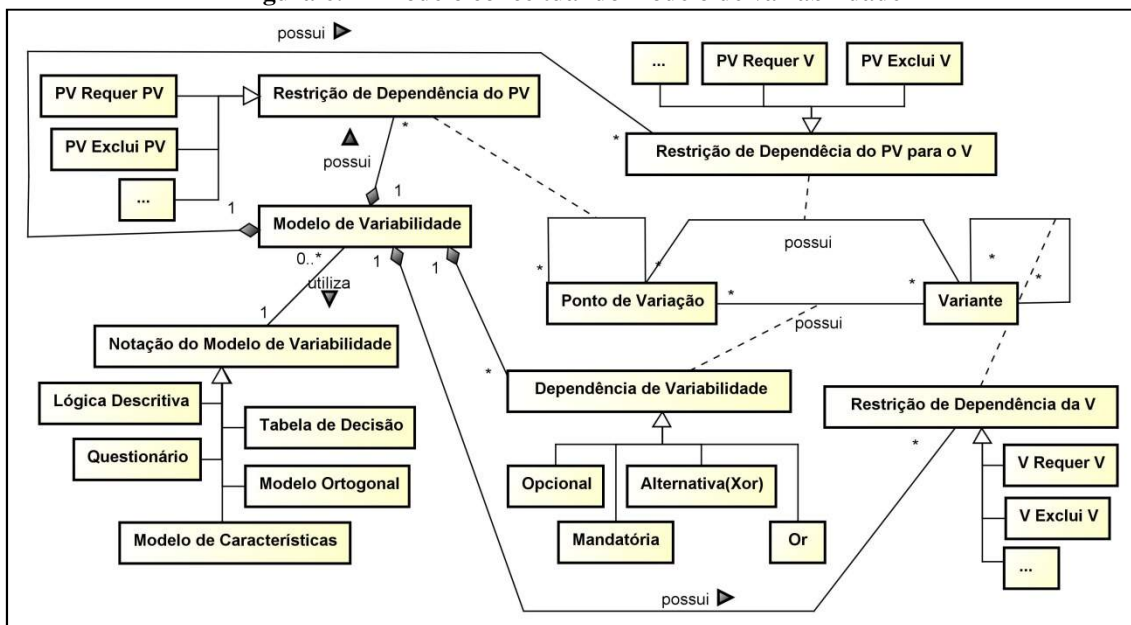 possui
...
PV Requer V
PV Exclui V
PV Requer PV
Restrição de Dependência do PV
PV Exclui PV
*
*
Restrição de Dependêcia do PV para o V
possui
...
1
1
Modelo de Variabilidade
possui
0..*
1
1
*
*
*
*
utiliza
Ponto de Variação
*
*
Variante
1
possui
Notação do Modelo de Variabilidade
*
Dependência de Variabilidade
Restrição de Dependência da V
Lógica Descritiva
Tabela de Decisão
*
Questionário
V Requer V
Modelo Ortogonal
Opcional
Alternativa(Xor)
V Exclui V
Modelo de Características
Mandatória
Or
...
possui